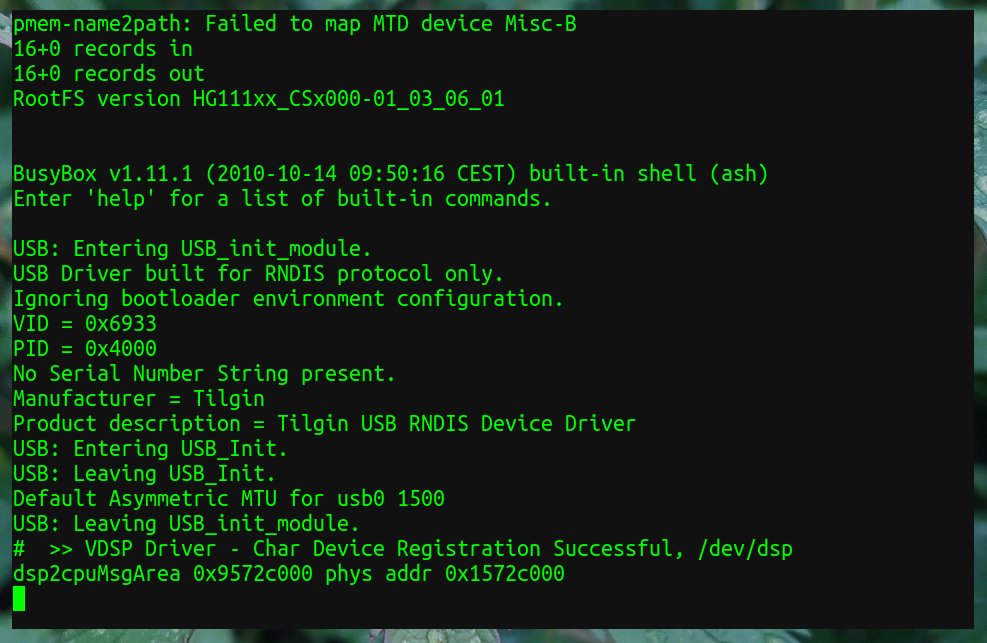 pmem-name2path: Failed to map MTD device Misc-B
16+0 records in
16+0 records out
RootFS version HG111xx_CSx000-01_03_06_01
BusyBox v1.11.1 (2010-10-14 09:50:16 CEST) built-in shell (ash)
Enter 'help' for a list of built-in commands.
USB: Entering USB_init_module.
USB Driver built for RNDIS protocol only.
Ignoring bootloader environment configuration.
VID = 0x6933
PID = 0x4000
No Serial Number String present.
Manufacturer = Tilgin
Product description = Tilgin USB RNDIS Device Driver
USB: Entering USB_Init.
USB: Leaving USB_Init.
Default Asymmetric MTU for usb0 1500
USB: Leaving USB_init_module.
#  >> VDSP Driver - Char Device Registration Successful, /dev/dsp
dsp2cpuMsgArea 0x9572c000 phys addr 0x1572c000